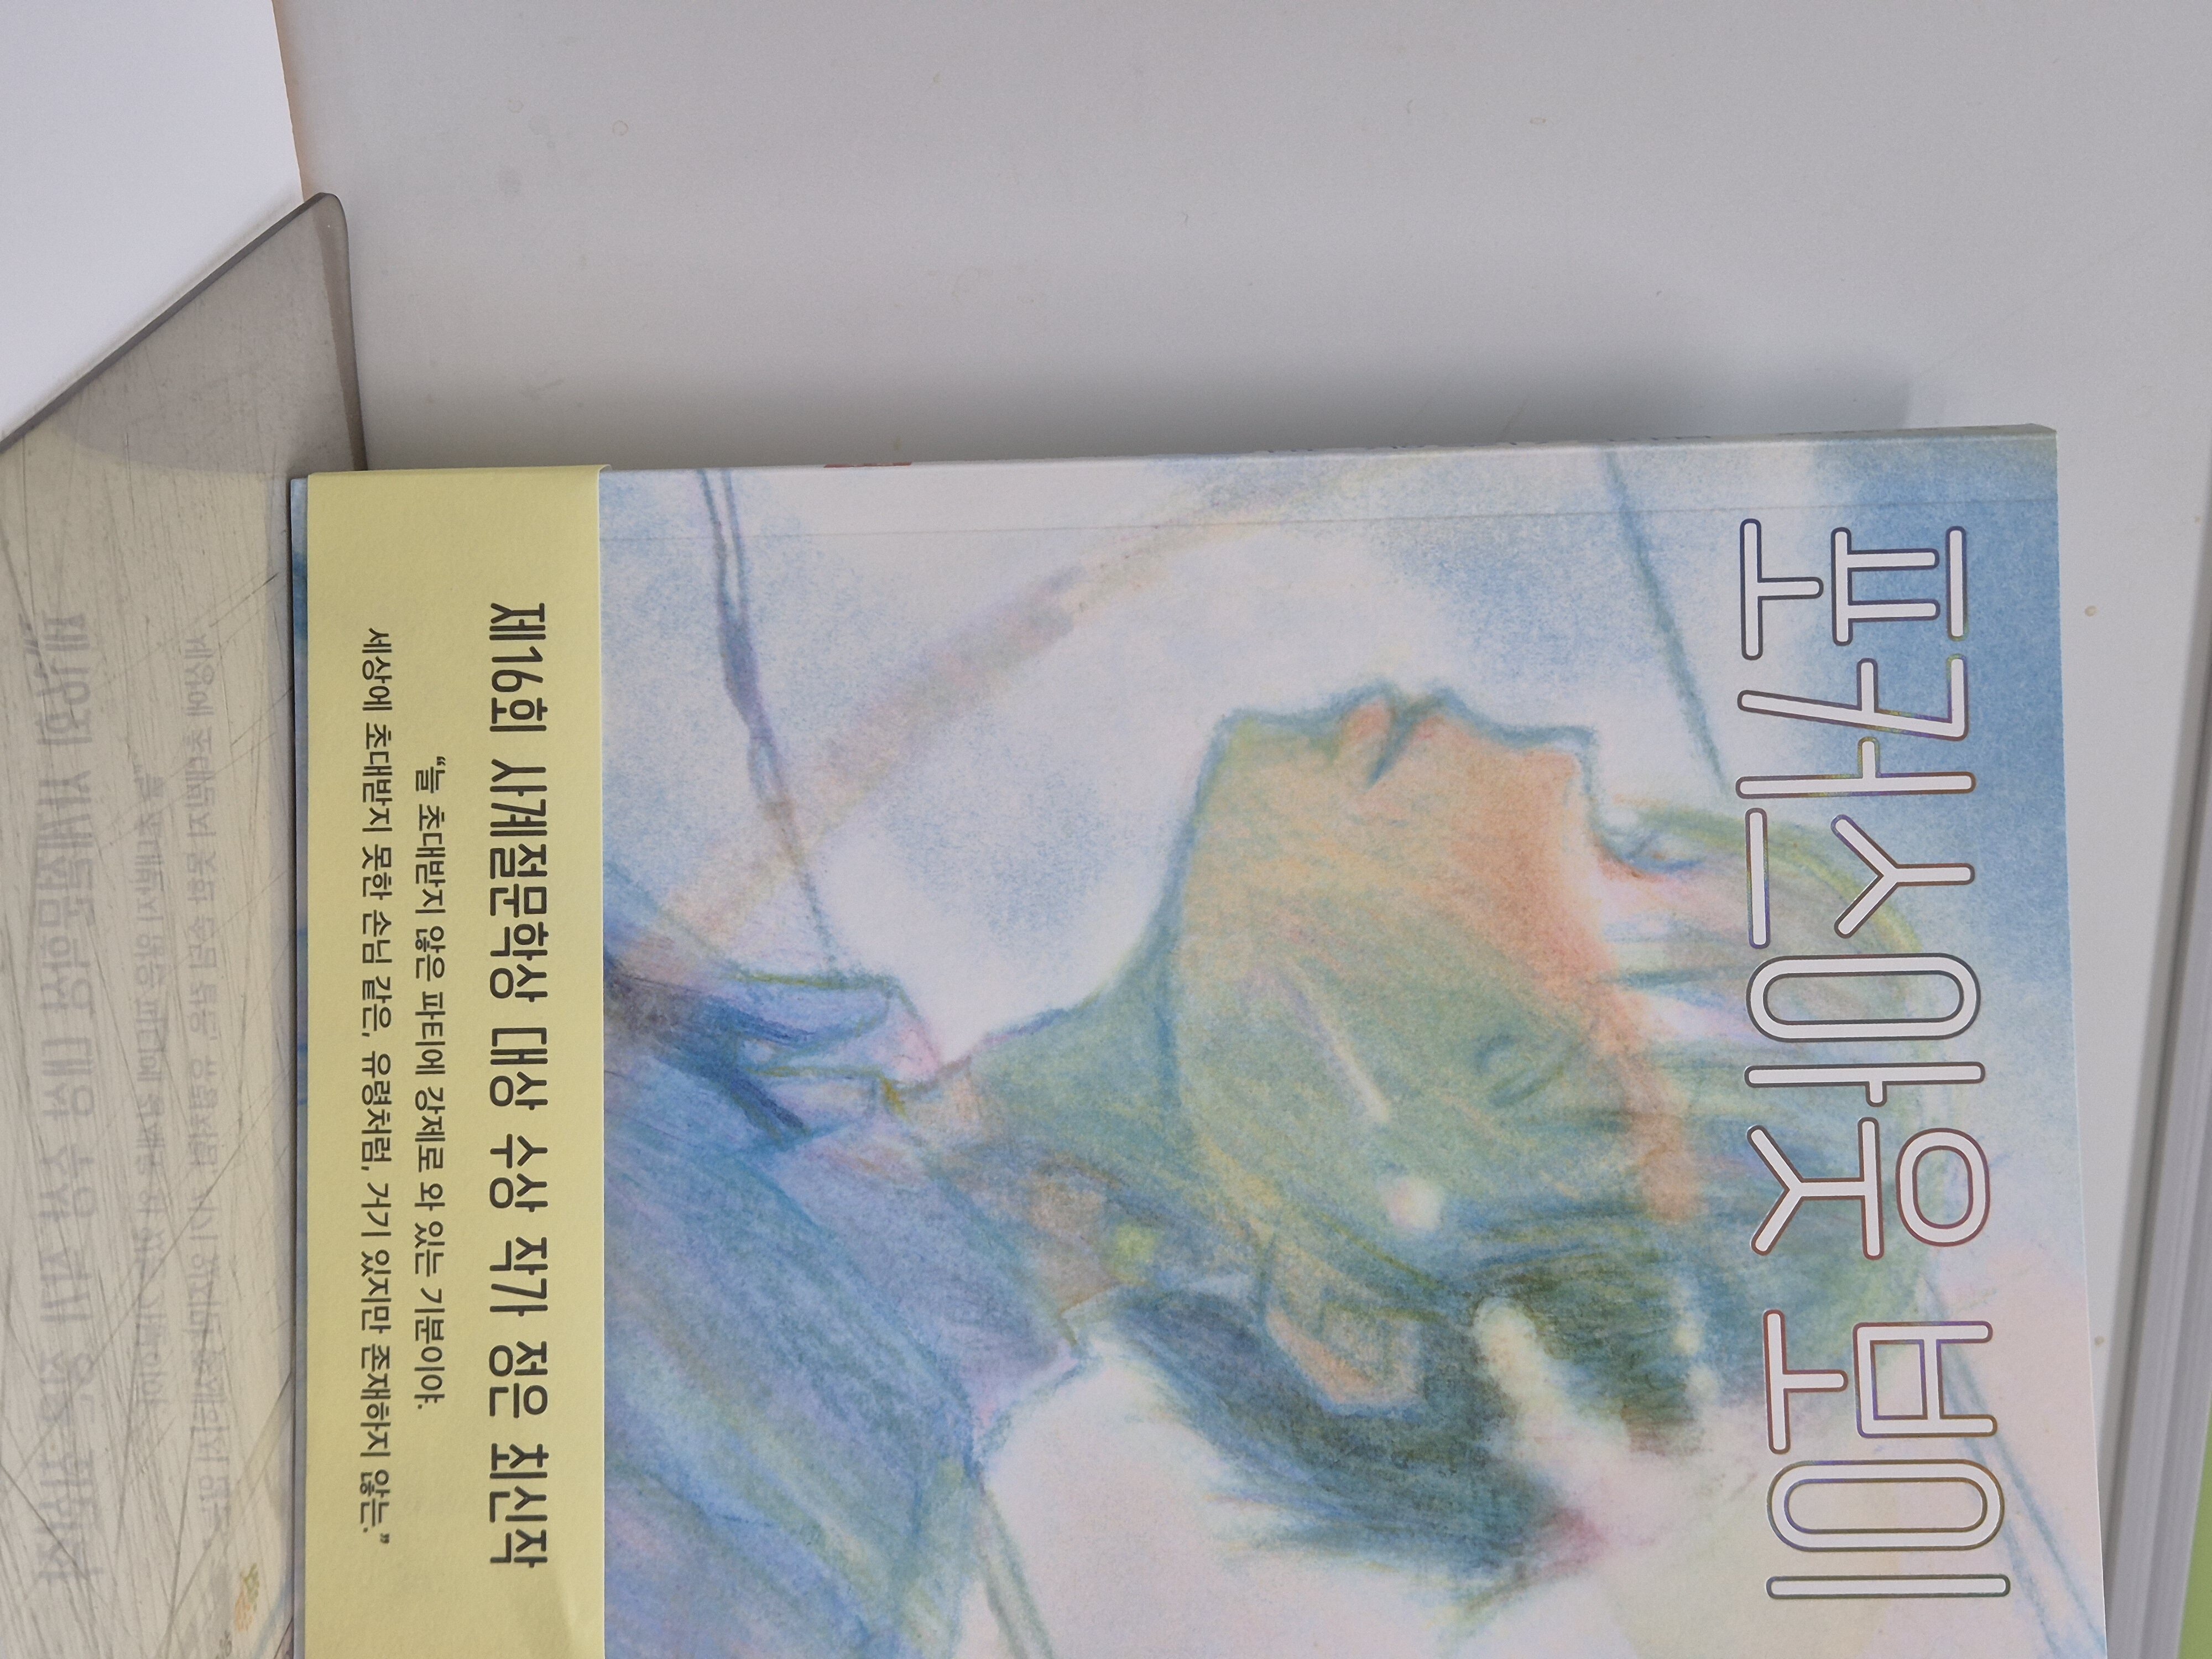 포커스 아웃 보이
제16회 사계절문학상 대상 수상 작가 정은 최신작
“늘 초대받지 않은 파티에 강제로 와 있는 기분이야.
세상에 초대받지 못한 손님 같은, 유령처럼, 거기 있지만 존재하지 않는.”